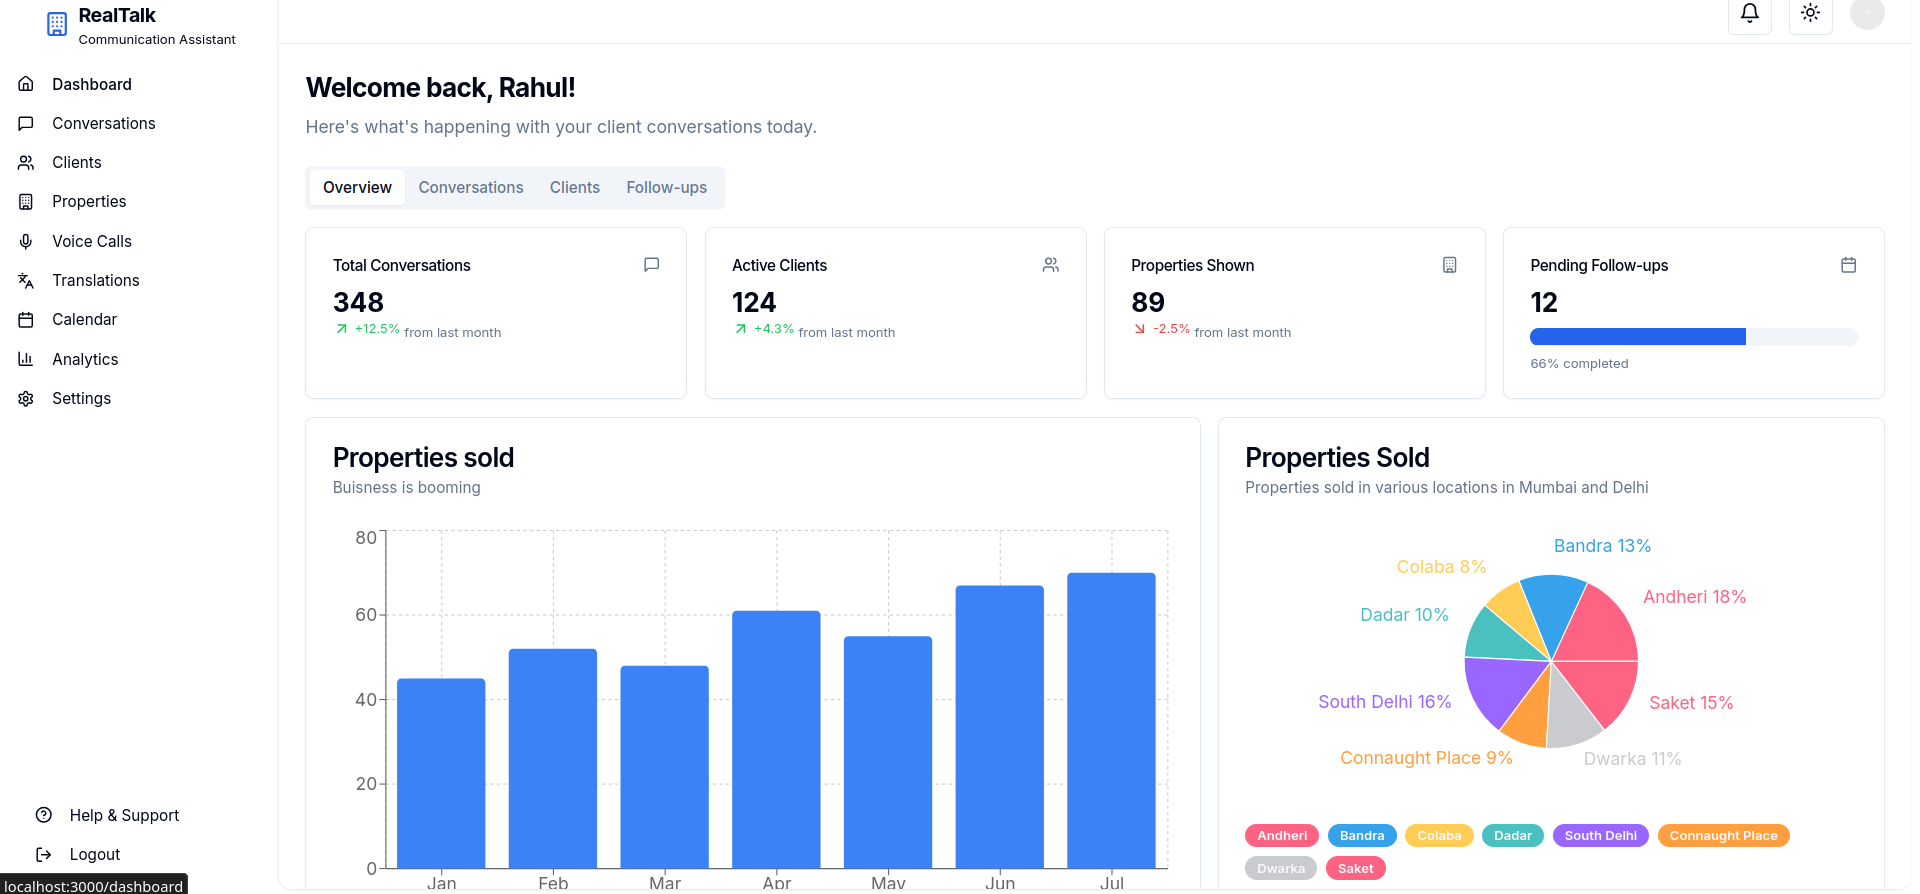 RealTalk
Communication Assistant
Dashboard
Conversations
Clients
Properties
Voice Calls
Translations
Calendar
Analytics
Settings
Help & Support
Logout
localhost:3000/dashboard
Welcome back, Rahul!
Here's what's happening with your client conversations today.
Overview Conversations Clients Follow-ups
Total Conversations
348
+12.5% from last month
Active Clients
124
+4.3% from last month
Properties Shown
89
-2.5% from last month
Pending Follow-ups
12
66% completed
Properties sold
Buisness is booming
80
60
40
20
0
Jan Feb Mar Apr May Jun Jul
Properties Sold
Properties sold in various locations in Mumbai and Delhi
Bandra 13%
Colaba 8%
Andheri 18%
Dadar 10%
South Delhi 16%
Saket 15%
Connaught Place 9%
Dwarka 11%
Andheri Bandra Colaba Dadar South Delhi Connaught Place
Dwarka Saket